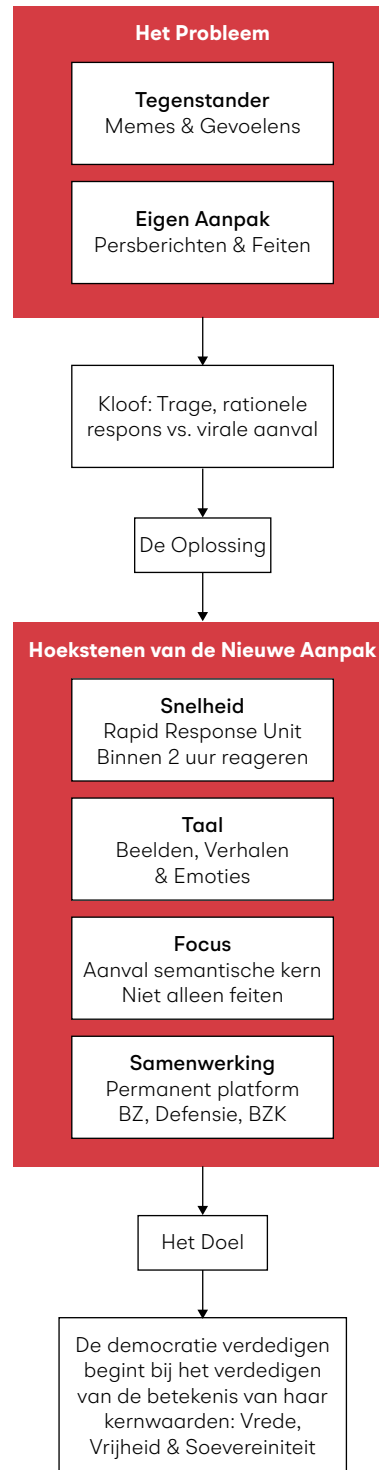 Het Probleem
Tegenstander
Memes & Gevoelens
Eigen Aanpak
Persberichten & Feiten
Kloof: Trage, rationele
respons vs. virale aanval
De Oplossing
Hoekstenen van de Nieuwe Aanpak
Snelheid
Rapid Response Unit
Binnen 2 uur reageren
Taal
Beelden, Verhalen
& Emoties
Focus
Aanval semantische kern
Niet alleen feiten
Samenwerking
Permanent platform
BZ, Defensie, BZK
Het Doel
De democratie verdedigen
begint bij het verdedigen
van de betekenis van haar
kernwaarden: Vrede,
Vrijheid & Soevereiniteit